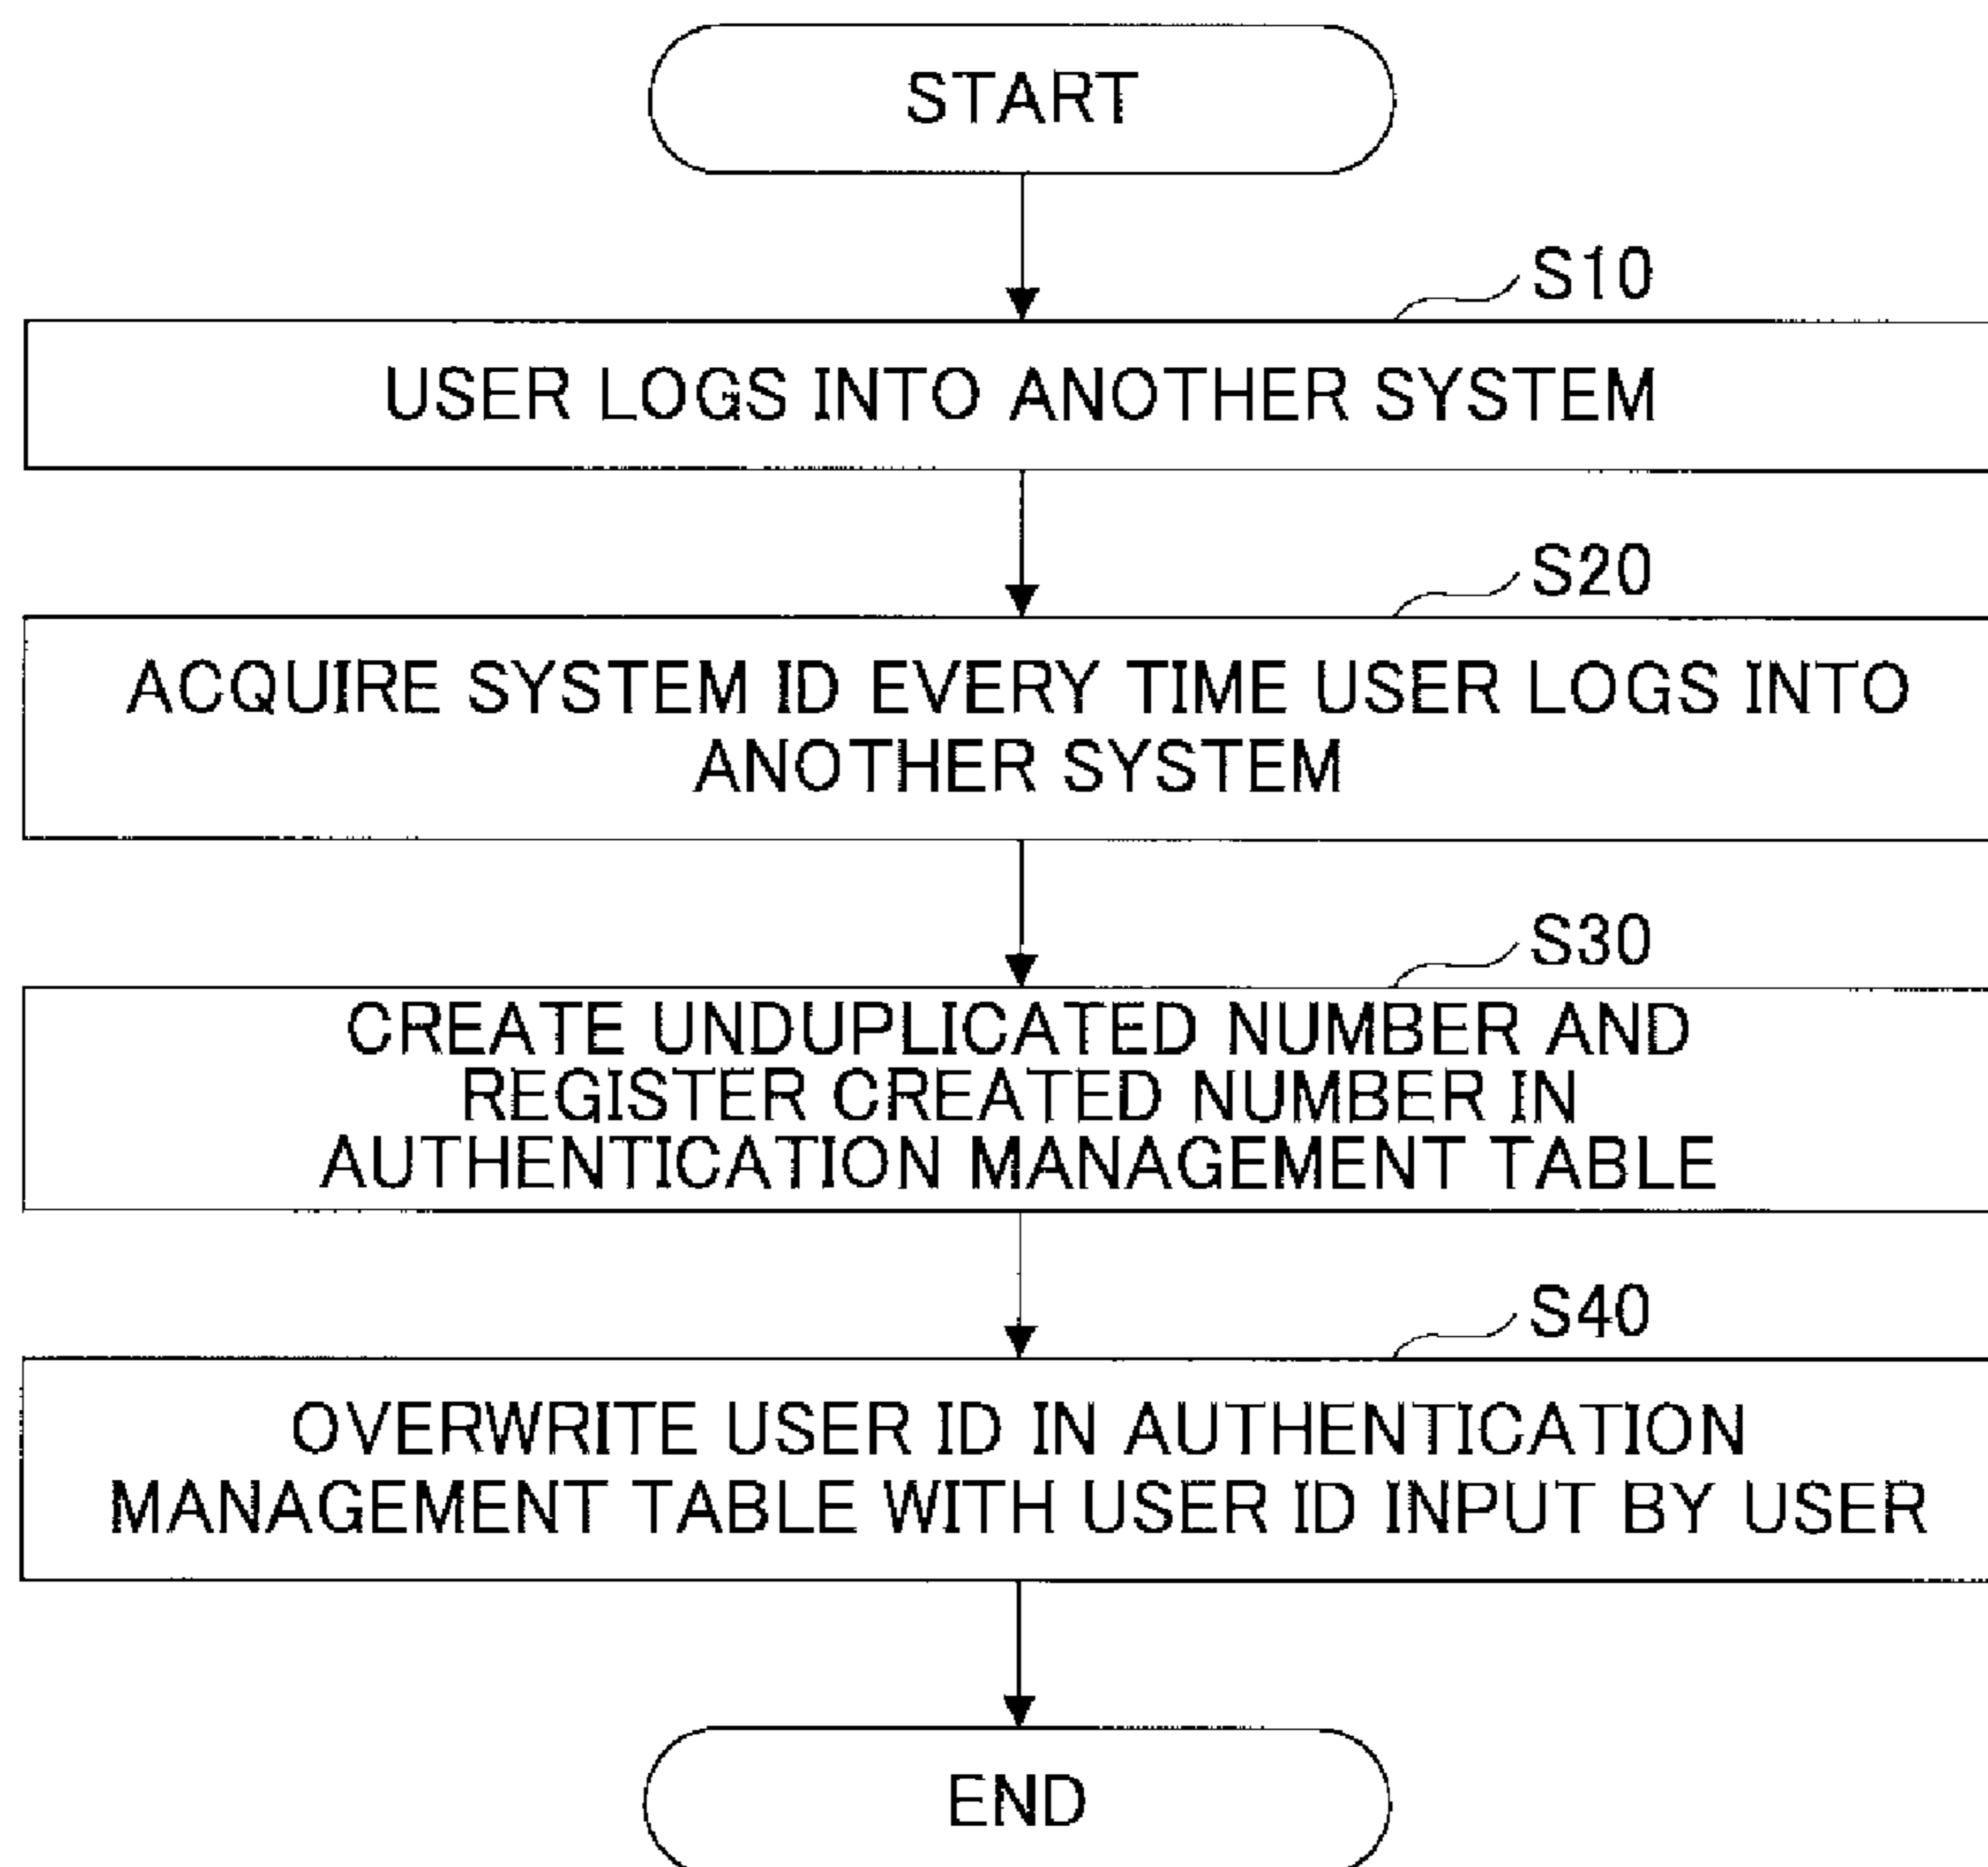 START
S10
USER LOGS INTO ANOTHER SYSTEM
S20
ACQUIRE SYSTEM ID EVERY TIME USER LOGS INTO
ANOTHER SYSTEM
S30
CREATE UNDUPLICATED NUMBER AND
REGISTER CREATED NUMBER IN
AUTHENTICATION MANAGEMENT TABLE
S40
OVERWRITE USER ID IN AUTHENTICATION
MANAGEMENT TABLE WITH USER ID INPUT BY USER
END